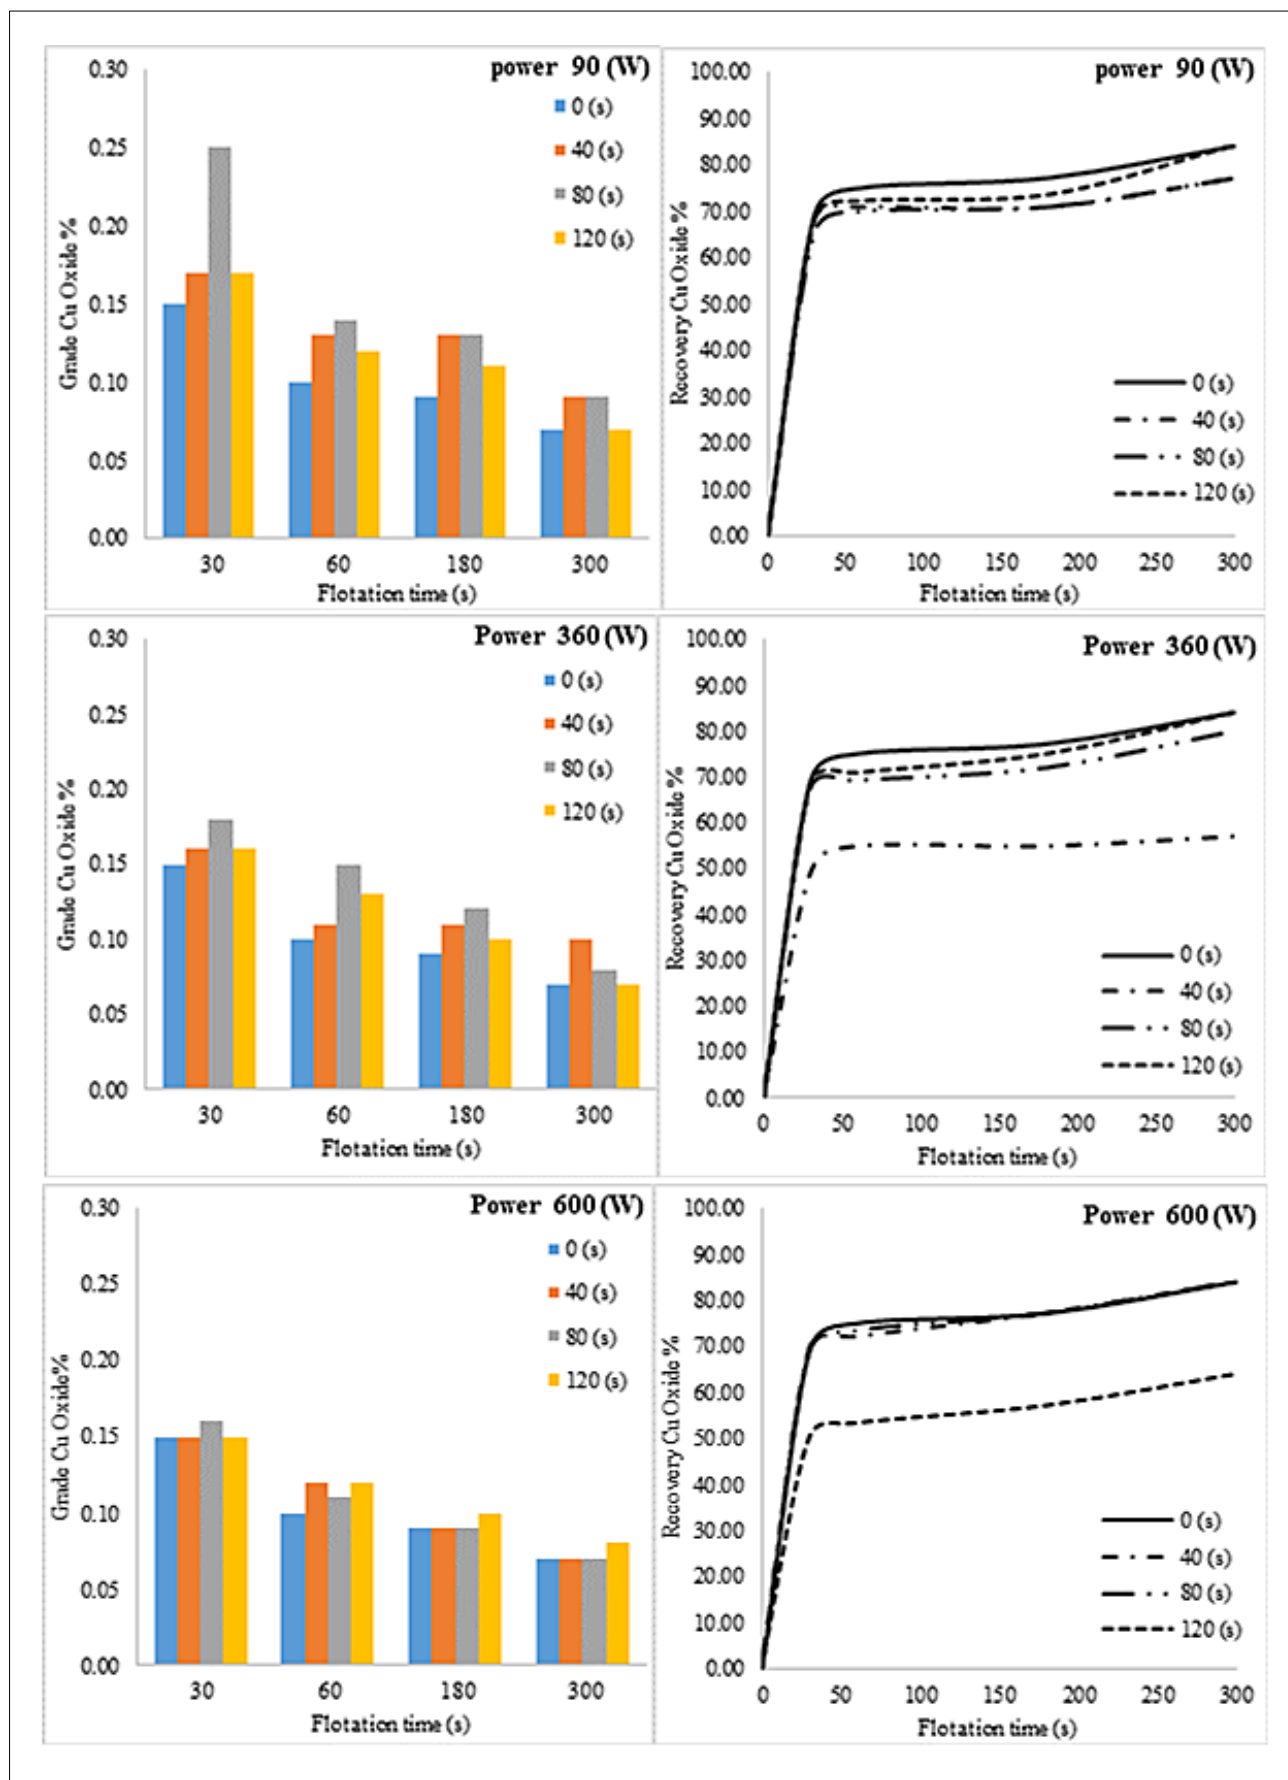 power 90 (W)
0.30
0.25
0.20
0.15
0.10
0.05
0.00
Grade Cu Oxide %
0 (s)
40 (s)
80 (s)
120 (s)
30 60 180 300
Flotation time (s)
power 90 (W)
100.00
90.00
80.00
70.00
60.00
50.00
40.00
30.00
20.00
10.00
0.00
Recovery Cu Oxide %
0 (s)
40 (s)
80 (s)
120 (s)
0 50 100 150 200 250 300
Flotation time (s)
Power 360 (W)
0.30
0.25
0.20
0.15
0.10
0.05
0.00
Grade Cu Oxide %
0 (s)
40 (s)
80 (s)
120 (s)
30 60 180 300
Flotation time (s)
Power 360 (W)
100.00
90.00
80.00
70.00
60.00
50.00
40.00
30.00
20.00
10.00
0.00
Recovery Cu Oxide %
0 (s)
40 (s)
80 (s)
120 (s)
0 50 100 150 200 250 300
Flotation time (s)
Power 600 (W)
0.30
0.25
0.20
0.15
0.10
0.05
0.00
Grade Cu Oxide%
0 (s)
40 (s)
80 (s)
120 (s)
30 60 180 300
Flotation time (s)
Power 600 (W)
100.00
90.00
80.00
70.00
60.00
50.00
40.00
30.00
20.00
10.00
0.00
Recovery Cu Oxide %
0 (s)
40 (s)
80 (s)
120 (s)
0 50 100 150 200 250 300
Flotation time (s)